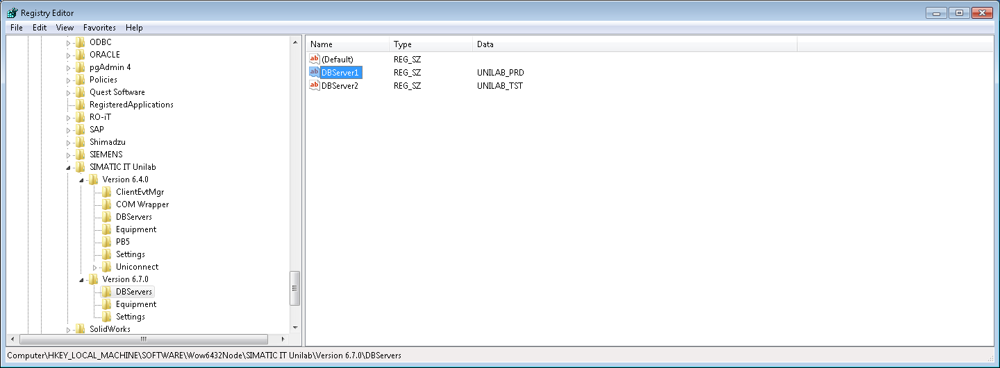 Registry Editor
File Edit View Favorites Help
ODBC
ORACLE
pgAdmin 4
Policies
Quest Software
RegisteredApplications
RO-iT
SAP
Shimadzu
SIEMENS
SIMATIC IT Unilab
Version 6.4.0
ClientEvtMgr
COM Wrapper
DBServers
Equipment
PB5
Settings
Uniconnect
Version 6.7.0
DBServers
Equipment
Settings
SolidWorks
Name Type Data
ab (Default) REG_SZ
ab DBServer1 REG_SZ UNILAB_PRD
ab DBServer2 REG_SZ UNILAB_TST
Computer\HKEY_LOCAL_MACHINE\SOFTWARE\Wow6432Node\SIMATIC IT Unilab\Version 6.7.0\DBServers